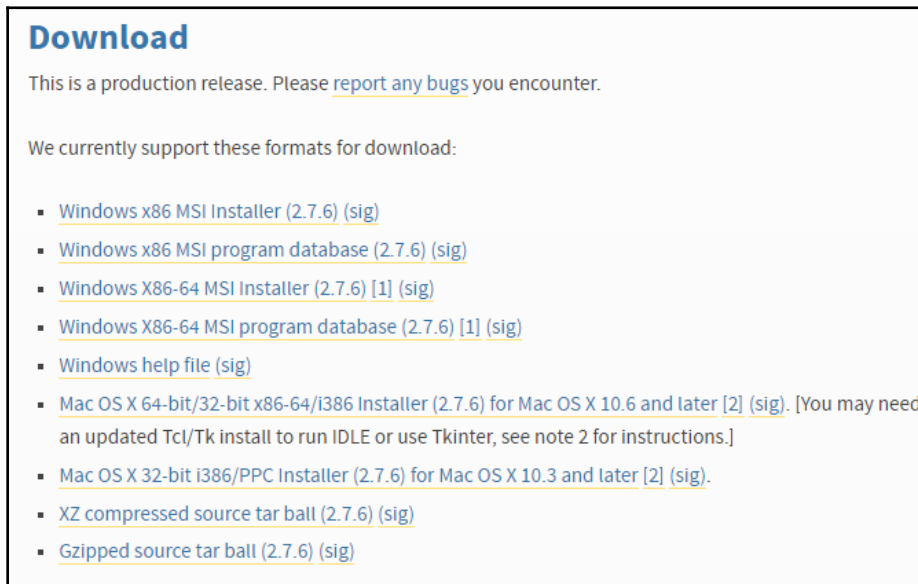 Download
This is a production release. Please report any bugs you encounter.
We currently support these formats for download:
Windows x86 MSI Installer (2.7.6) (sig)
Windows x86 MSI program database (2.7.6) (sig)
Windows X86-64 MSI Installer (2.7.6) [1] (sig)
Windows X86-64 MSI program database (2.7.6) [1] (sig)
Windows help file (sig)
Mac OS X 64-bit/32-bit x86-64/i386 Installer (2.7.6) for Mac OS X 10.6 and later [2] (sig). [You may need
an updated Tcl/Tk install to run IDLE or use Tkinter, see note 2 for instructions.]
Mac OS X 32-bit i386/PPC Installer (2.7.6) for Mac OS X 10.3 and later [2] (sig).
XZ compressed source tar ball (2.7.6) (sig)
Gzipped source tar ball (2.7.6) (sig)